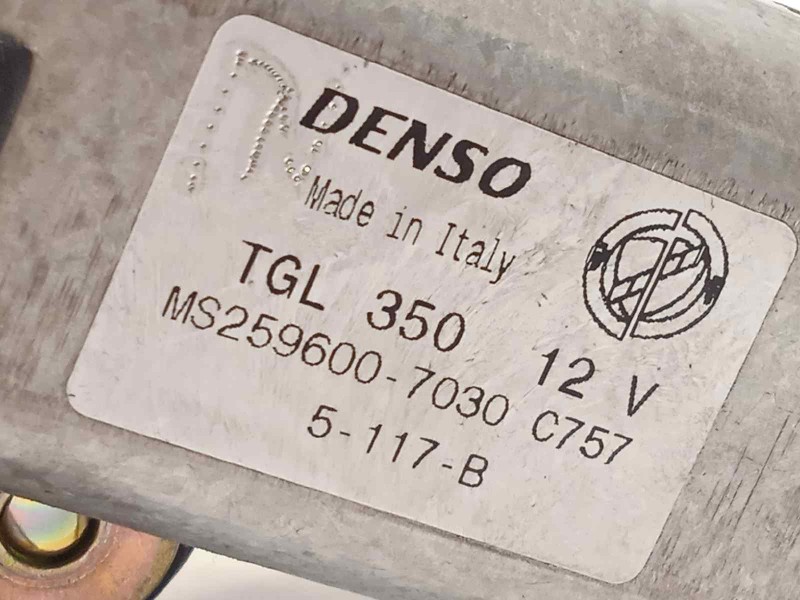 DENSO
Made in Italy
TGL 350 12 V
MS259600-7030 C757
5-117-B